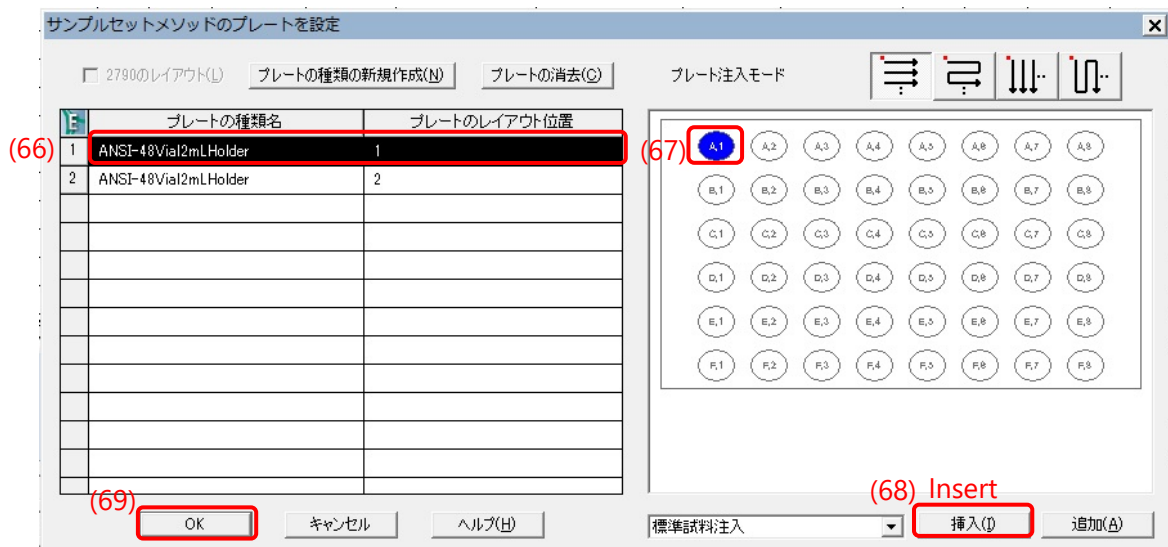 サンプルセットメソッドのプレートを設定
2790のレイアウト(L) プレートの種類の新規作成(N) プレートの消去(C) プレート注入モード
プレートの種類名 プレートのレイアウト位置
(66) 1 ANSI-48Vial2mLHolder 1
2 ANSI-48Vial2mLHolder 2
(67) A,1 A,2 A,3 A,4 A,5 A,6 A,7 A,8
B,1 B,2 B,3 B,4 B,5 B,6 B,7 B,8
C,1 C,2 C,3 C,4 C,5 C,6 C,7 C,8
D,1 D,2 D,3 D,4 D,5 D,6 D,7 D,8
E,1 E,2 E,3 E,4 E,5 E,6 E,7 E,8
F,1 F,2 F,3 F,4 F,5 F,6 F,7 F,8
(69) OK キャンセル ヘルプ(H)
(68) Insert
標準試料注入 挿入(I) 追加(A)